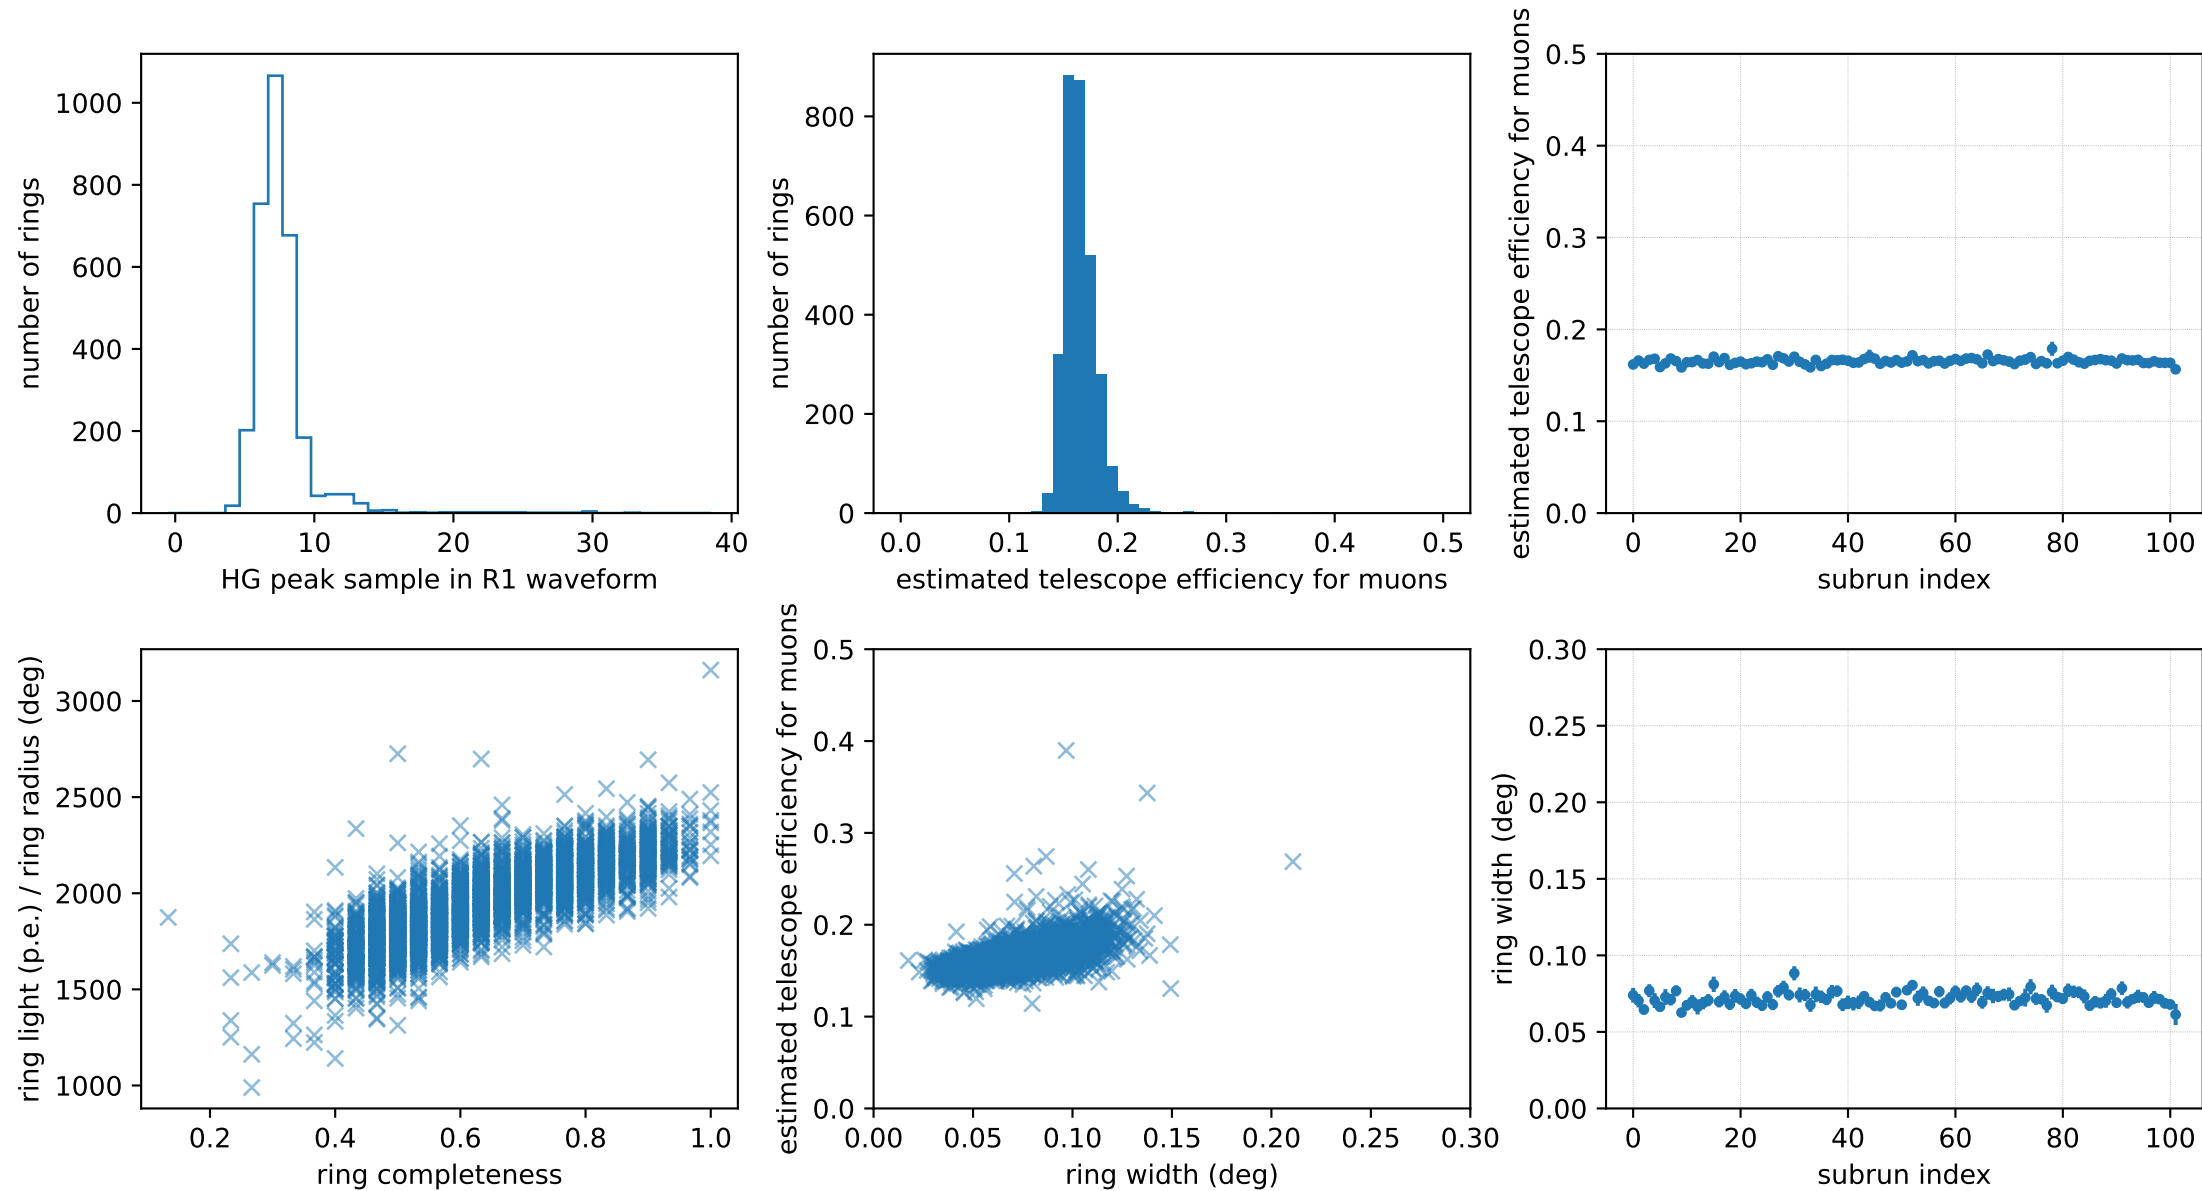 number of rings
1000
800
600
400
200
0
0 10 20 30 40
HG peak sample in R1 waveform
number of rings
800
600
400
200
0
0.0 0.1 0.2 0.3 0.4 0.5
estimated telescope efficiency for muons
estimated telescope efficiency for muons
0.5
0.4
0.3
0.2
0.1
0.0
0 20 40 60 80 100
subrun index
ring light (p.e.) / ring radius (deg)
3000
2500
2000
1500
1000
0.2 0.4 0.6 0.8 1.0
ring completeness
estimated telescope efficiency for muons
0.5
0.4
0.3
0.2
0.1
0.0
0.00 0.05 0.10 0.15 0.20 0.25 0.30
ring width (deg)
ring width (deg)
0.30
0.25
0.20
0.15
0.10
0.05
0.00
0 20 40 60 80 100
subrun index